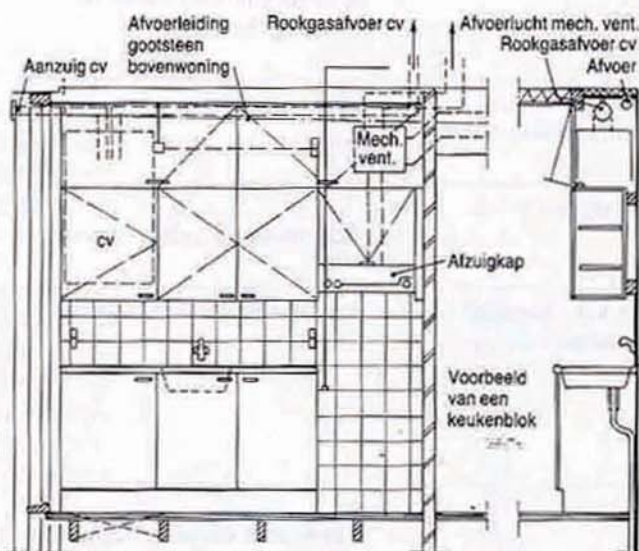 Aanzuig cv
Afvoerleiding
gootsteen
bovenwoning
Rookgasafvoer cv
Afvoerlucht mech. vent.
Rookgasafvoer cv
Afvoer
Mech.
vent.
cv
Afzuigkap
Voorbeeld
van een
keukenblok